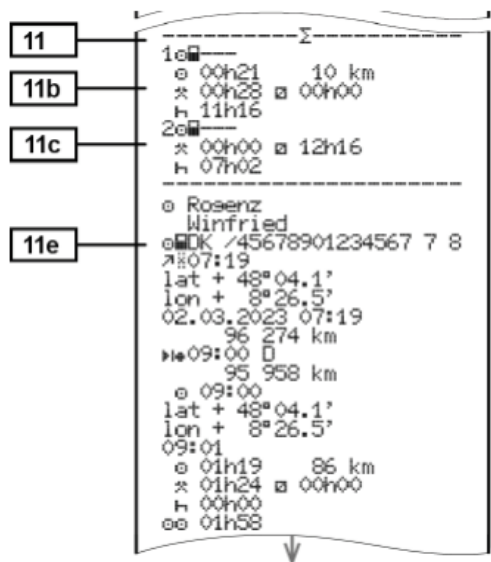 11
-------------Σ-------------
1⊙■---
⊙ 00h21 10 km
11b
⚒ 00h28 ⌧ 00h00
h 11h16
11c
2⊙■---
⚒ 00h00 ⌧ 12h16
h 07h02
---------------------------
⊙ Rogenz
Winfried
11e
⊙■DK /45678901234567 7 8
↗07:19
lat + 48°04.1'
lon + 8°26.5'
02.03.2023 07:19
96 274 km
09:00 D
95 958 km
⊙ 09:00
lat + 48°04.1'
lon + 8°26.5'
09:01
⊙ 01h19 86 km
⚒ 01h24 ⌧ 00h00
h 00h00
⊙⊙ 01h58